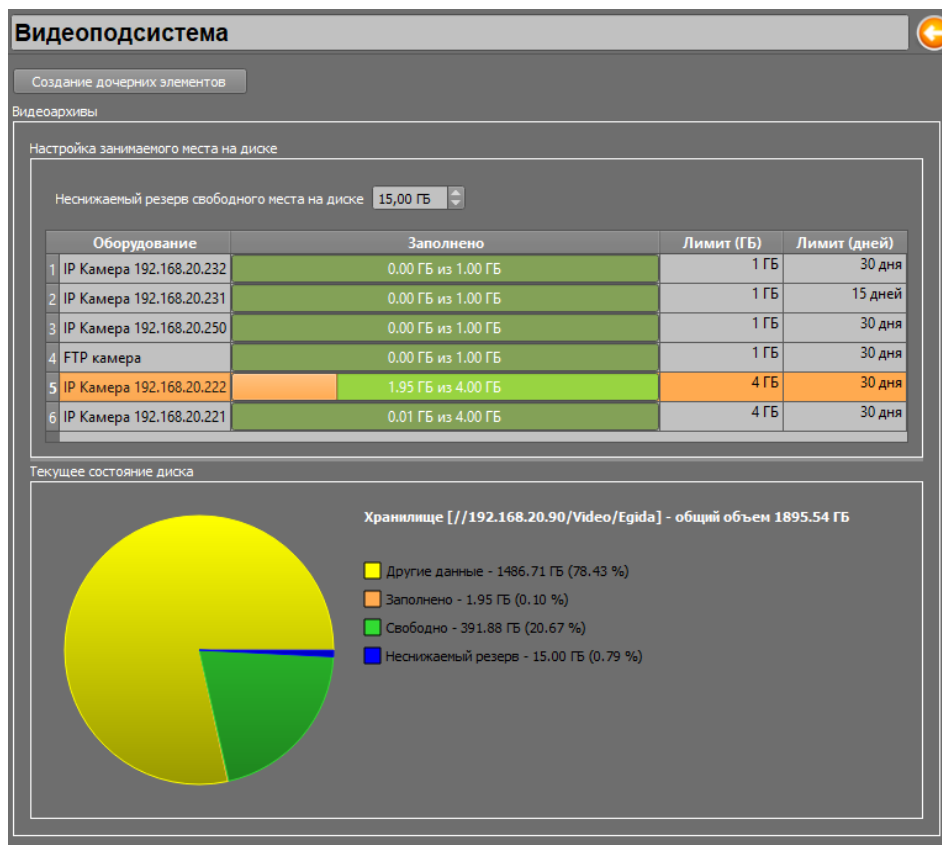 Видеоподсистема
Создание дочерних элементов
Видеоархивы
Настройка занимаемого места на диске
Неснижаемый резерв свободного места на диске 15,00 ГБ
Оборудование Заполнено Лимит (ГБ) Лимит (дней)
1 IP Камера 192.168.20.232 0.00 ГБ из 1.00 ГБ 1 ГБ 30 дня
2 IP Камера 192.168.20.231 0.00 ГБ из 1.00 ГБ 1 ГБ 15 дней
3 IP Камера 192.168.20.250 0.00 ГБ из 1.00 ГБ 1 ГБ 30 дня
4 FTP камера 0.00 ГБ из 1.00 ГБ 1 ГБ 30 дня
5 IP Камера 192.168.20.222 1.95 ГБ из 4.00 ГБ 4 ГБ 30 дня
6 IP Камера 192.168.20.221 0.01 ГБ из 4.00 ГБ 4 ГБ 30 дня
Текущее состояние диска
Хранилище [//192.168.20.90/Video/Egida] - общий объем 1895.54 ГБ
Другие данные - 1486.71 ГБ (78.43 %)
Заполнено - 1.95 ГБ (0.10 %)
Свободно - 391.88 ГБ (20.67 %)
Неснижаемый резерв - 15.00 ГБ (0.79 %)